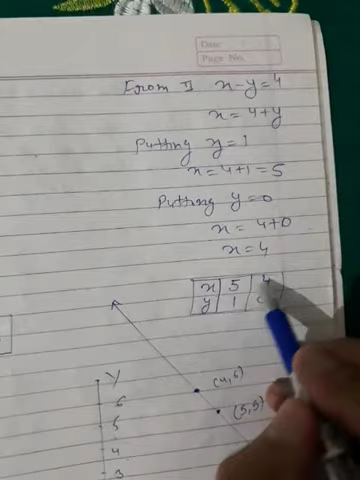 Date
Page No.
From II x-y=4
x=4+y
Putting y=1
x=4+1=5
Putting y=0
x=4+0
x=4
x 5 4
y 1
Y
(4,6)
6
(5,5)
5
4
3